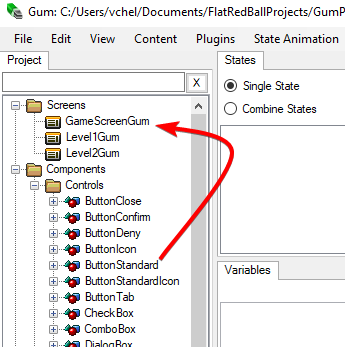 Gum: C:/Users/vchel/Documents/FlatRedBallProjects/GumP
File Edit View Content Plugins State Animation
Project
States
X
Single State
Combine States
Screens
GameScreenGum
Level1Gum
Level2Gum
Components
Controls
ButtonClose
ButtonConfirm
ButtonDeny
ButtonIcon
ButtonStandard
ButtonStandardIcon
ButtonTab
CheckBox
ComboBox
DialogBox
Variables